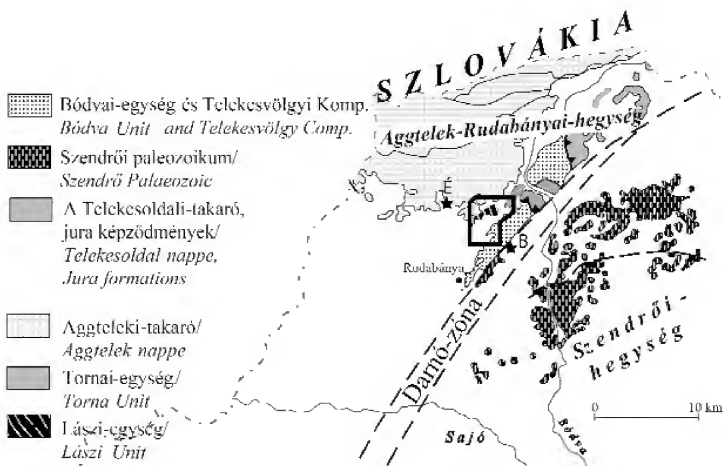 SZLOVÁKIA
Bódvai-egység és Telekesvölgyi Komp.
Bódva Unit and Telekesvölgy Comp.
Szendrői paleozoikum/
Szendrő Palaeozoic
A Telekesoldali-takaró,
jura képződmények/
Telekesoldal nappe,
Jura formations
Aggteleki-takaró/
Aggtelek nappe
Tornai-egység/
Torna Unit
Lászi-egység/
Lászi Unit
Aggtelek-Rudabányai-hegység
É
B
Rudabánya
Darnó-zóna
Szendrői-
hegység
0 10 km
Sajó
Bódva